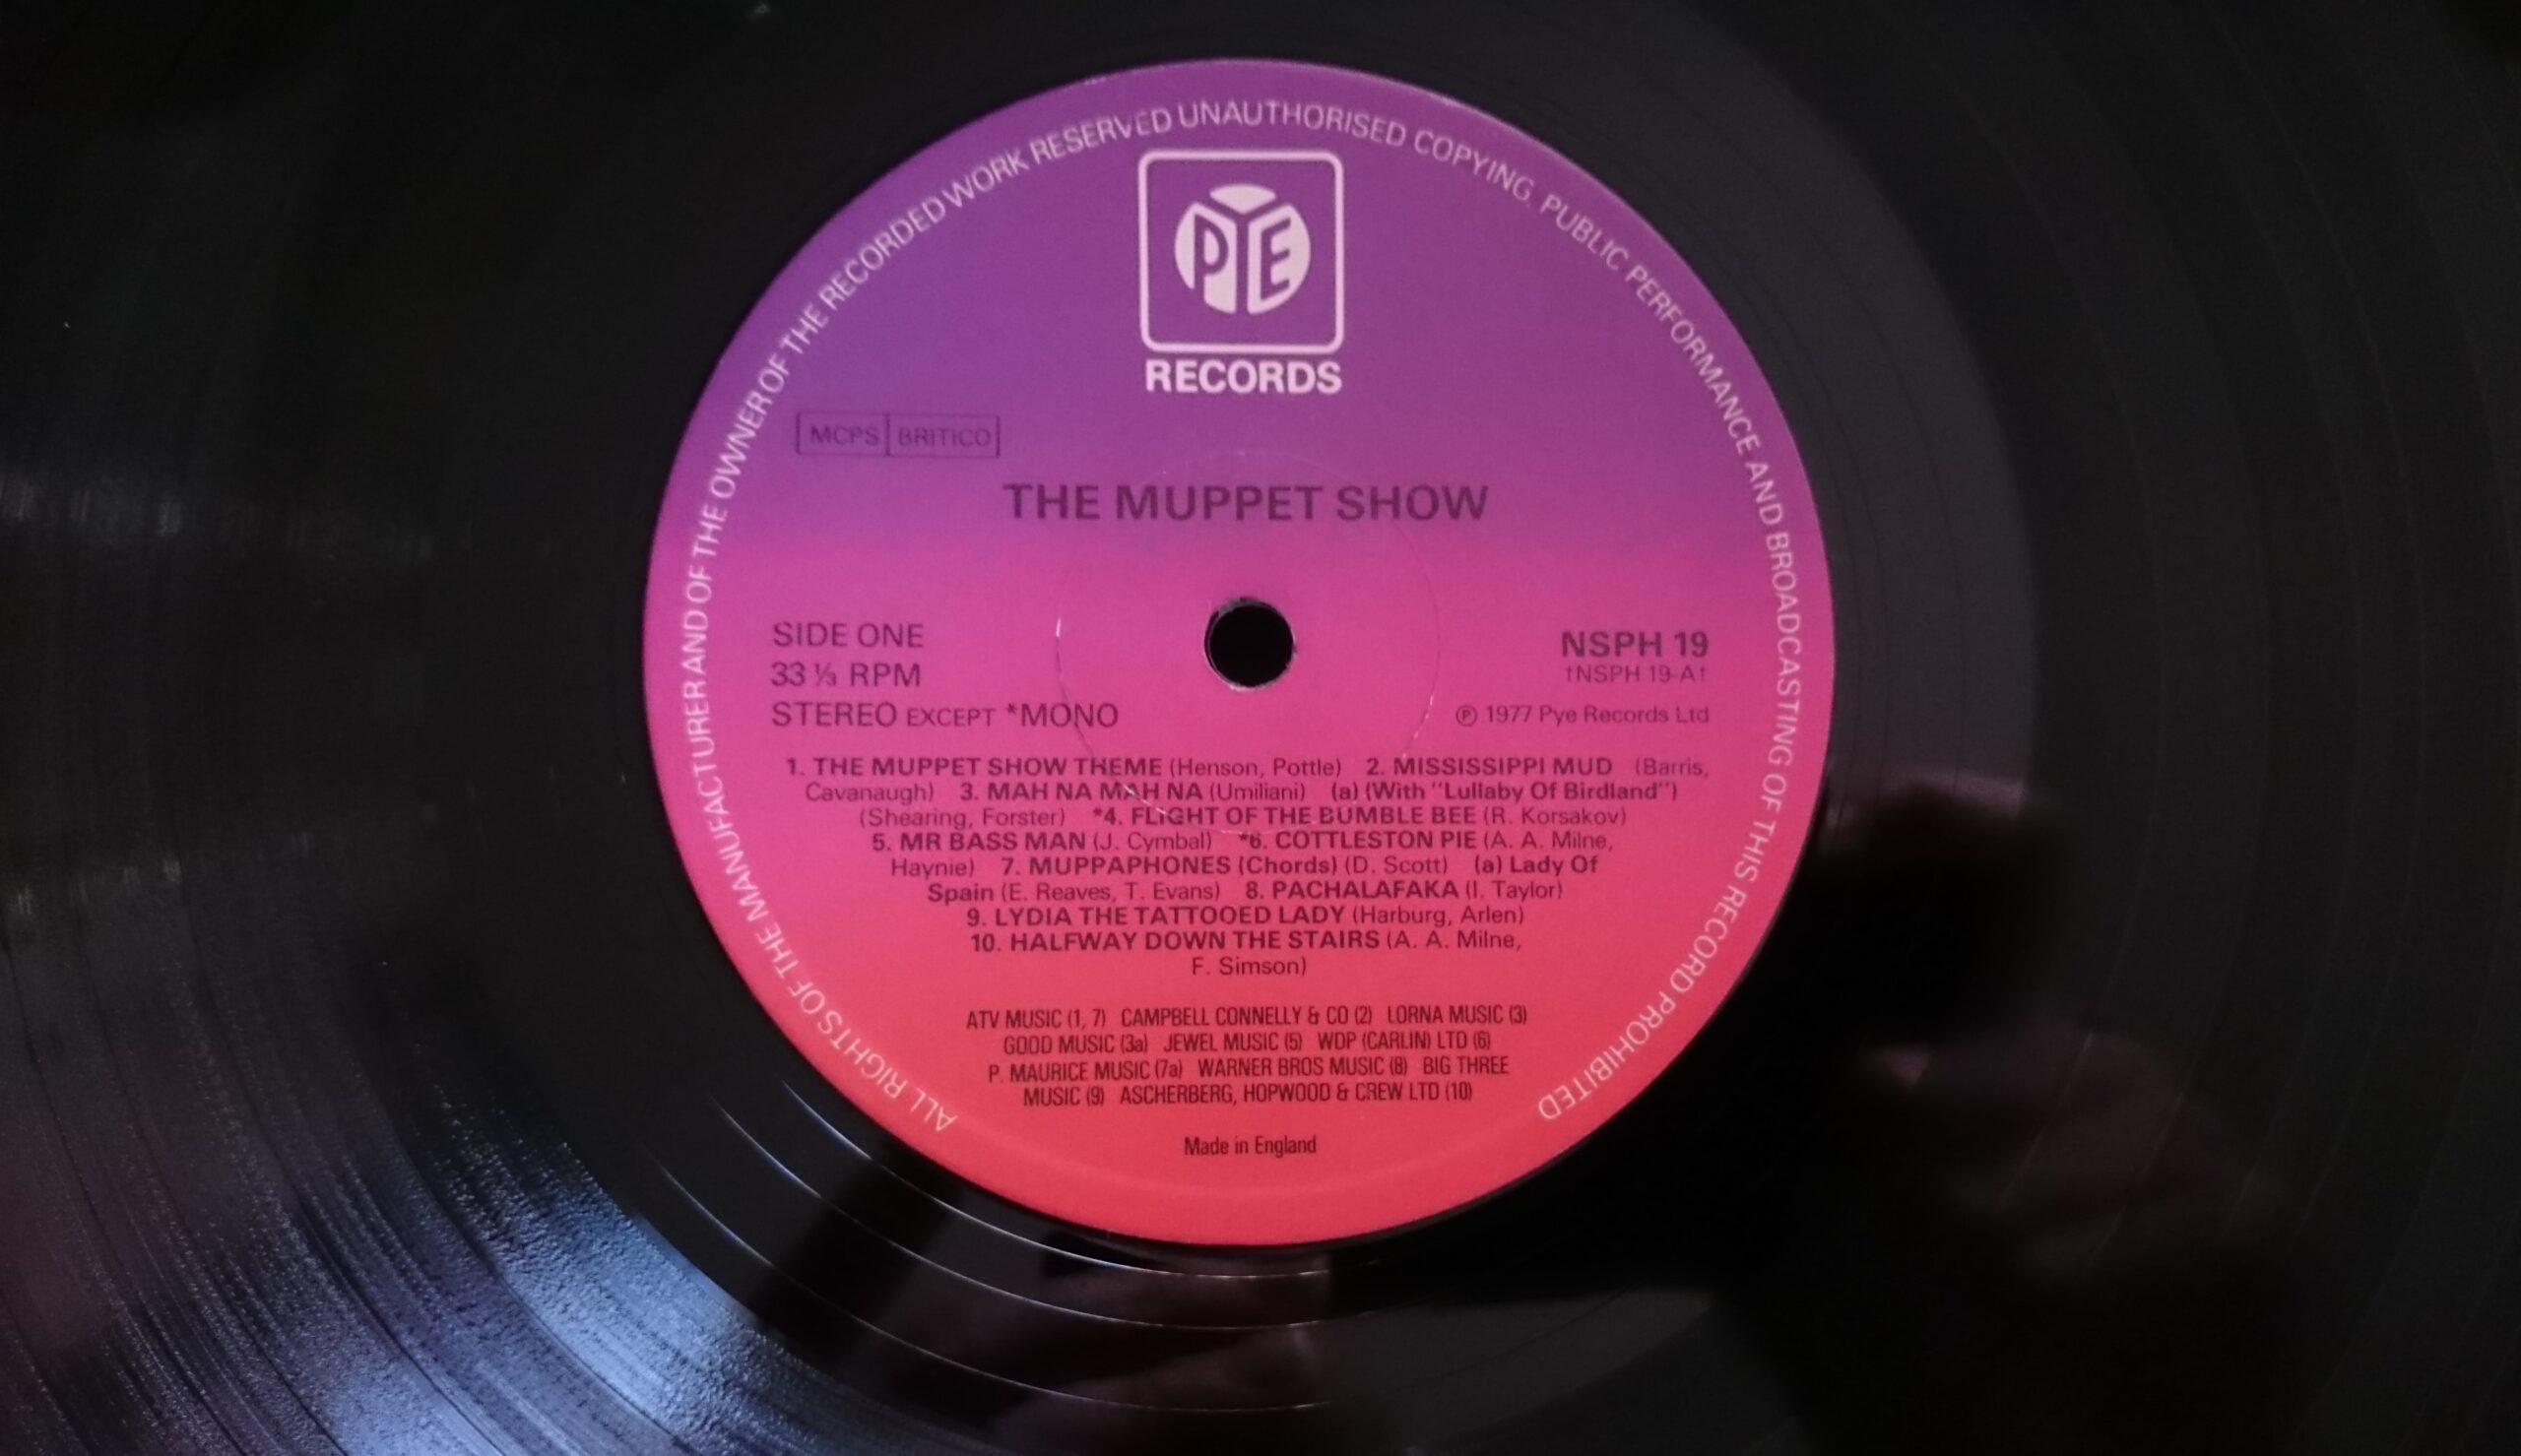 ALL RIGHTS OF THE MANUFACTURER AND OF THE OWNER OF THE RECORDED WORK RESERVED UNAUTHORISED COPYING, PUBLIC PERFORMANCE AND BROADCASTING OF THIS RECORD PROHIBITED
PYE
RECORDS
MCPS BRITICO
THE MUPPET SHOW
SIDE ONE
33 ⅓ RPM
STEREO EXCEPT *MONO
NSPH 19
†NSPH 19-A†
℗ 1977 Pye Records Ltd
1. THE MUPPET SHOW THEME (Henson, Pottle) 2. MISSISSIPPI MUD (Barris,
Cavanaugh) 3. MAH NA MAH NA (Umiliani) (a) (With "Lullaby Of Birdland")
(Shearing, Forster) *4. FLIGHT OF THE BUMBLE BEE (R. Korsakov)
5. MR BASS MAN (J. Cymbal) *6. COTTLESTON PIE (A. A. Milne,
Haynie) 7. MUPPAPHONES (Chords) (D. Scott) (a) Lady Of
Spain (E. Reaves, T. Evans) 8. PACHALAFAKA (I. Taylor)
9. LYDIA THE TATTOOED LADY (Harburg, Arlen)
10. HALFWAY DOWN THE STAIRS (A. A. Milne,
F. Simson)
ATV MUSIC (1, 7) CAMPBELL CONNELLY & CO (2) LORNA MUSIC (3)
GOOD MUSIC (3a) JEWEL MUSIC (5) WDP (CARLIN) LTD (6)
P. MAURICE MUSIC (7a) WARNER BROS MUSIC (8) BIG THREE
MUSIC (9) ASCHERBERG, HOPWOOD & CREW LTD (10)
Made in England